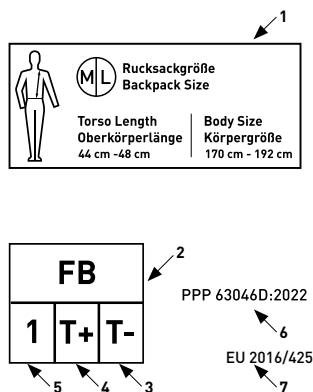 1
M L
Rucksackgröße
Backpack Size
Torso Length
Oberkörperlänge
44 cm -48 cm
Body Size
Körpergröße
170 cm - 192 cm
FB
2
1 T+ T-
PPP 63046D:2022
6
EU 2016/425
5 4 3 7